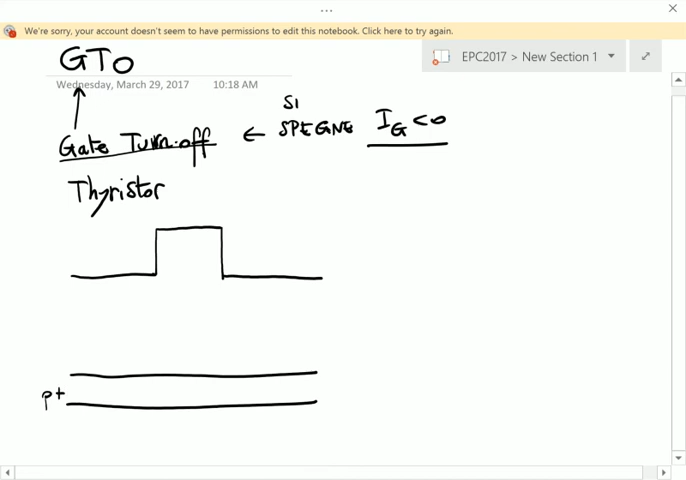 ...
We're sorry, your account doesn't seem to have permissions to edit this notebook. Click here to try again.
EPC2017 > New Section 1
GTO
Wednesday, March 29, 2017 10:18 AM
Gate Turn-off ← SI SPEGNE IG<0
Thyristor
p+